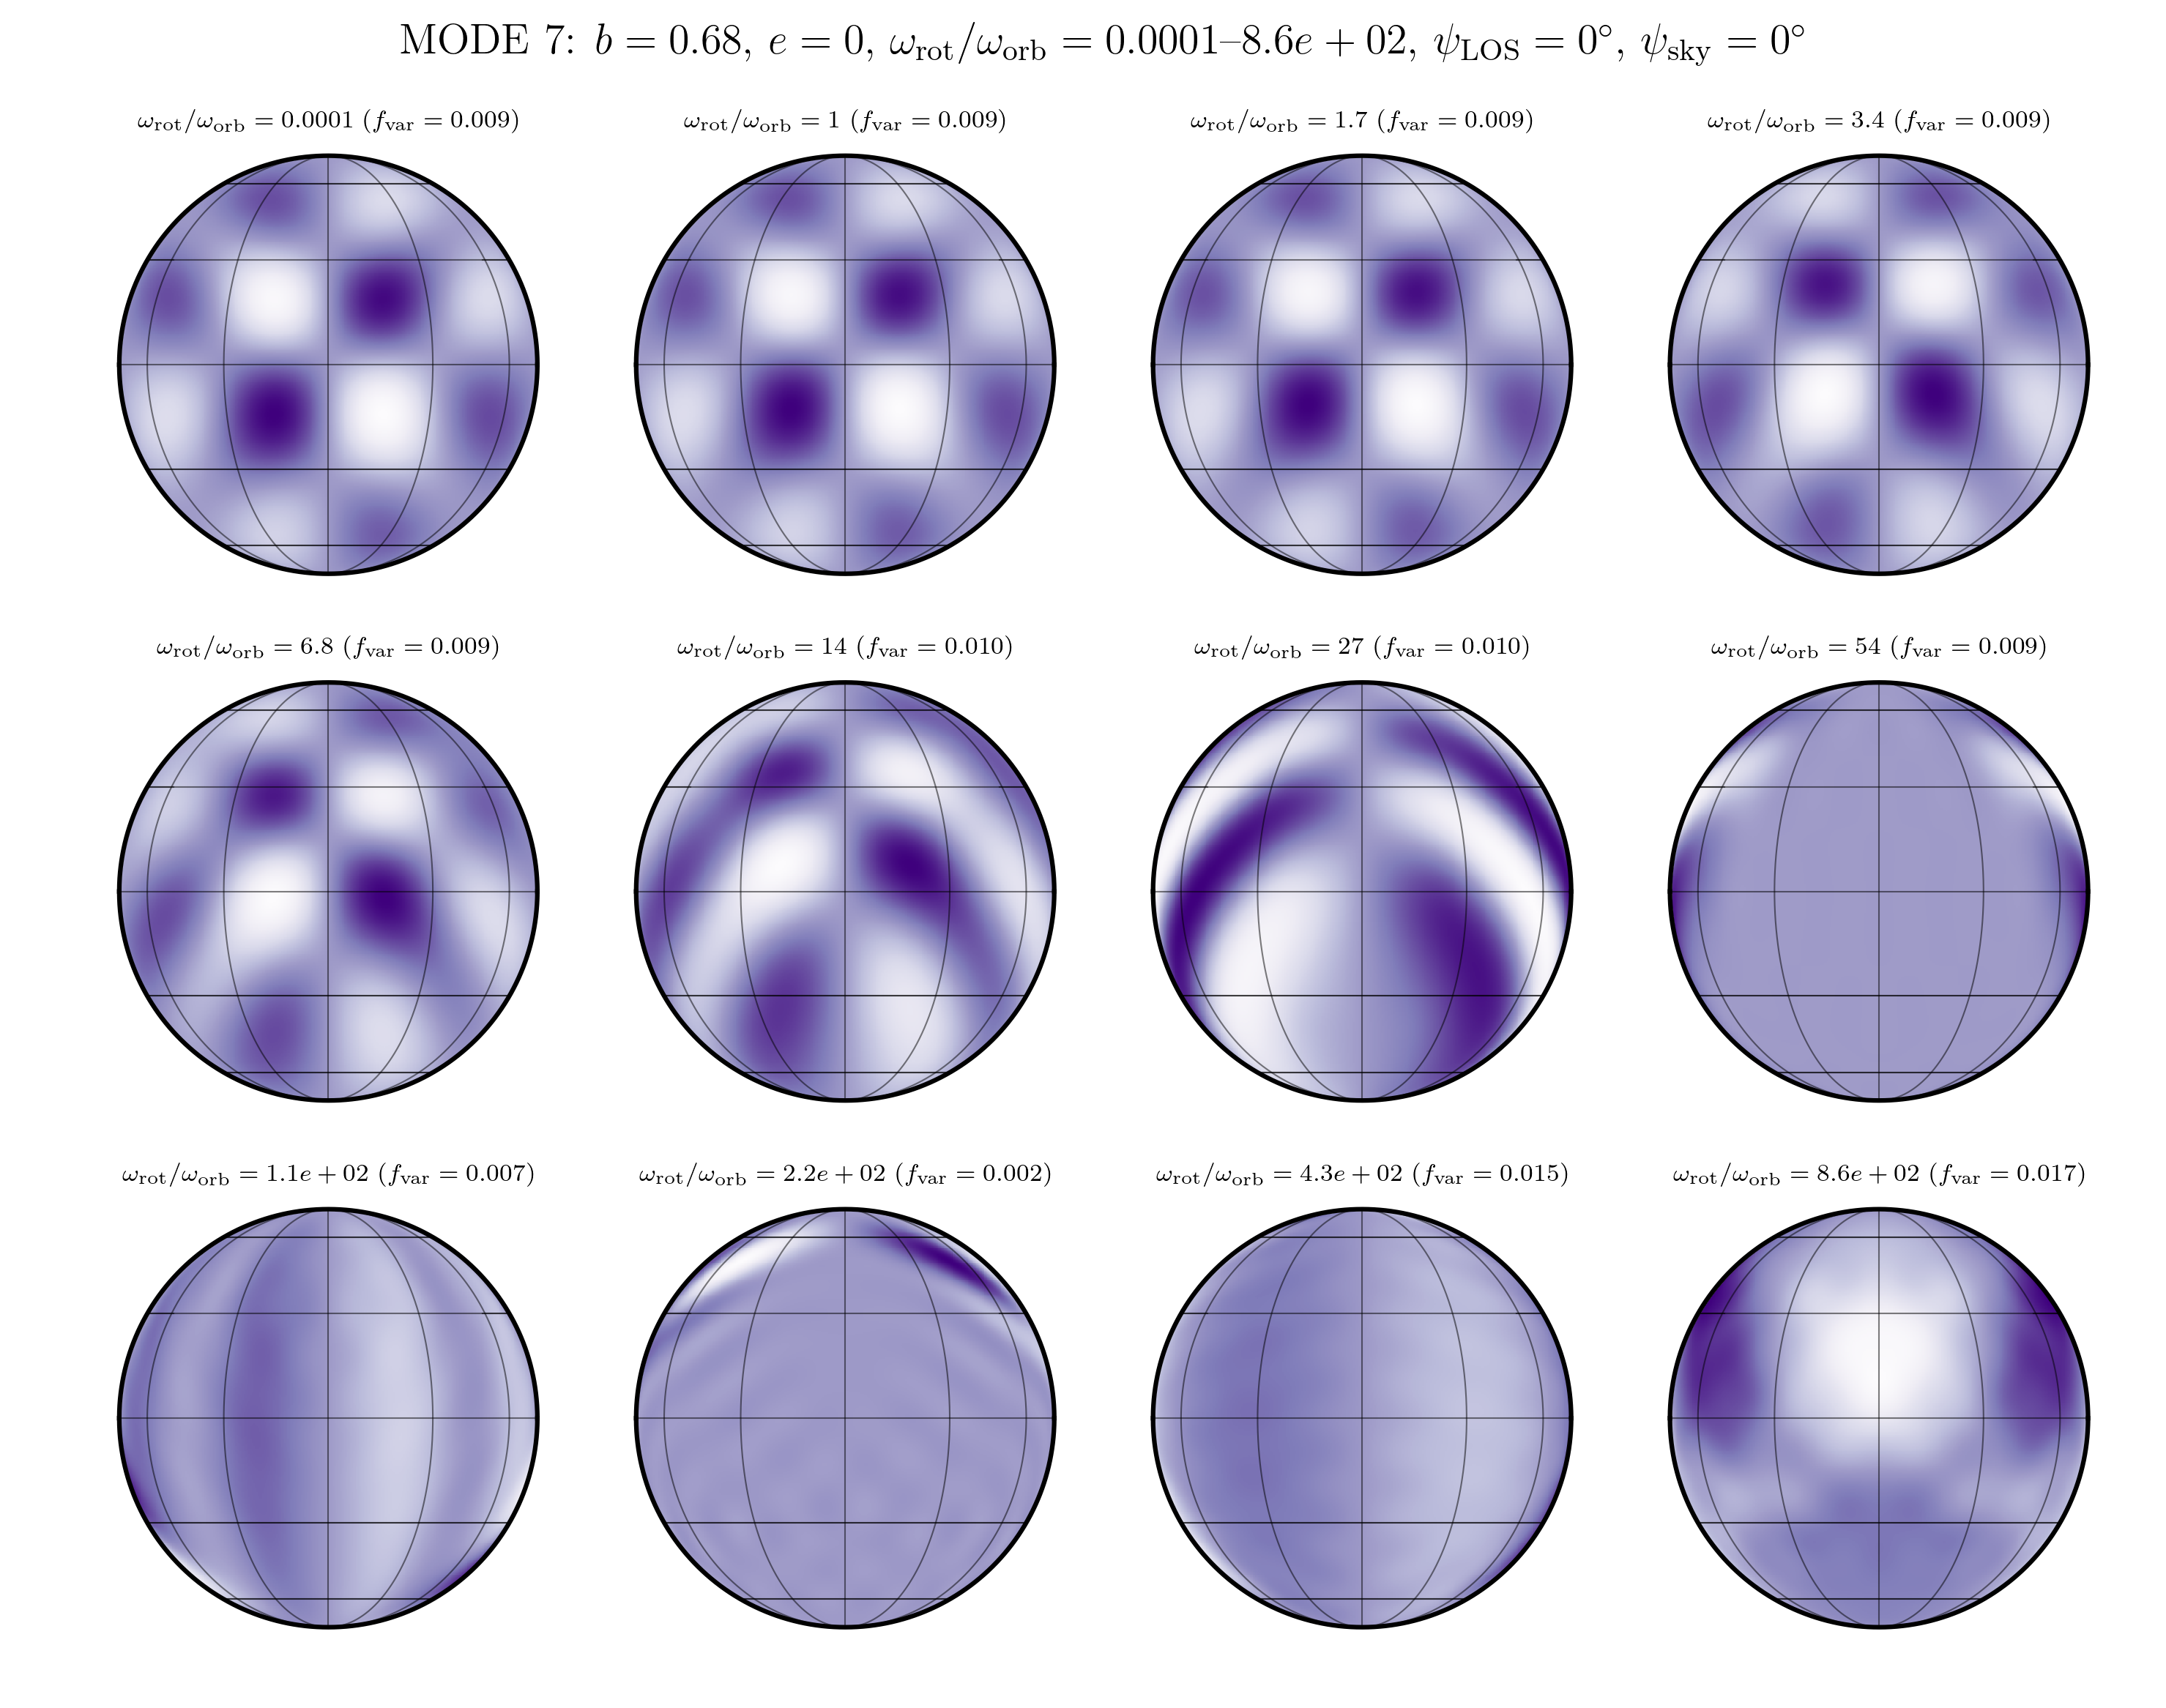 MODE 7: b = 0.68, e = 0, ω_rot/ω_orb = 0.0001–8.6e + 02, ψ_LOS = 0°, ψ_sky = 0°
ω_rot/ω_orb = 0.0001 (f_var = 0.009)
ω_rot/ω_orb = 1 (f_var = 0.009)
ω_rot/ω_orb = 1.7 (f_var = 0.009)
ω_rot/ω_orb = 3.4 (f_var = 0.009)
ω_rot/ω_orb = 6.8 (f_var = 0.009)
ω_rot/ω_orb = 14 (f_var = 0.010)
ω_rot/ω_orb = 27 (f_var = 0.010)
ω_rot/ω_orb = 54 (f_var = 0.009)
ω_rot/ω_orb = 1.1e + 02 (f_var = 0.007)
ω_rot/ω_orb = 2.2e + 02 (f_var = 0.002)
ω_rot/ω_orb = 4.3e + 02 (f_var = 0.015)
ω_rot/ω_orb = 8.6e + 02 (f_var = 0.017)